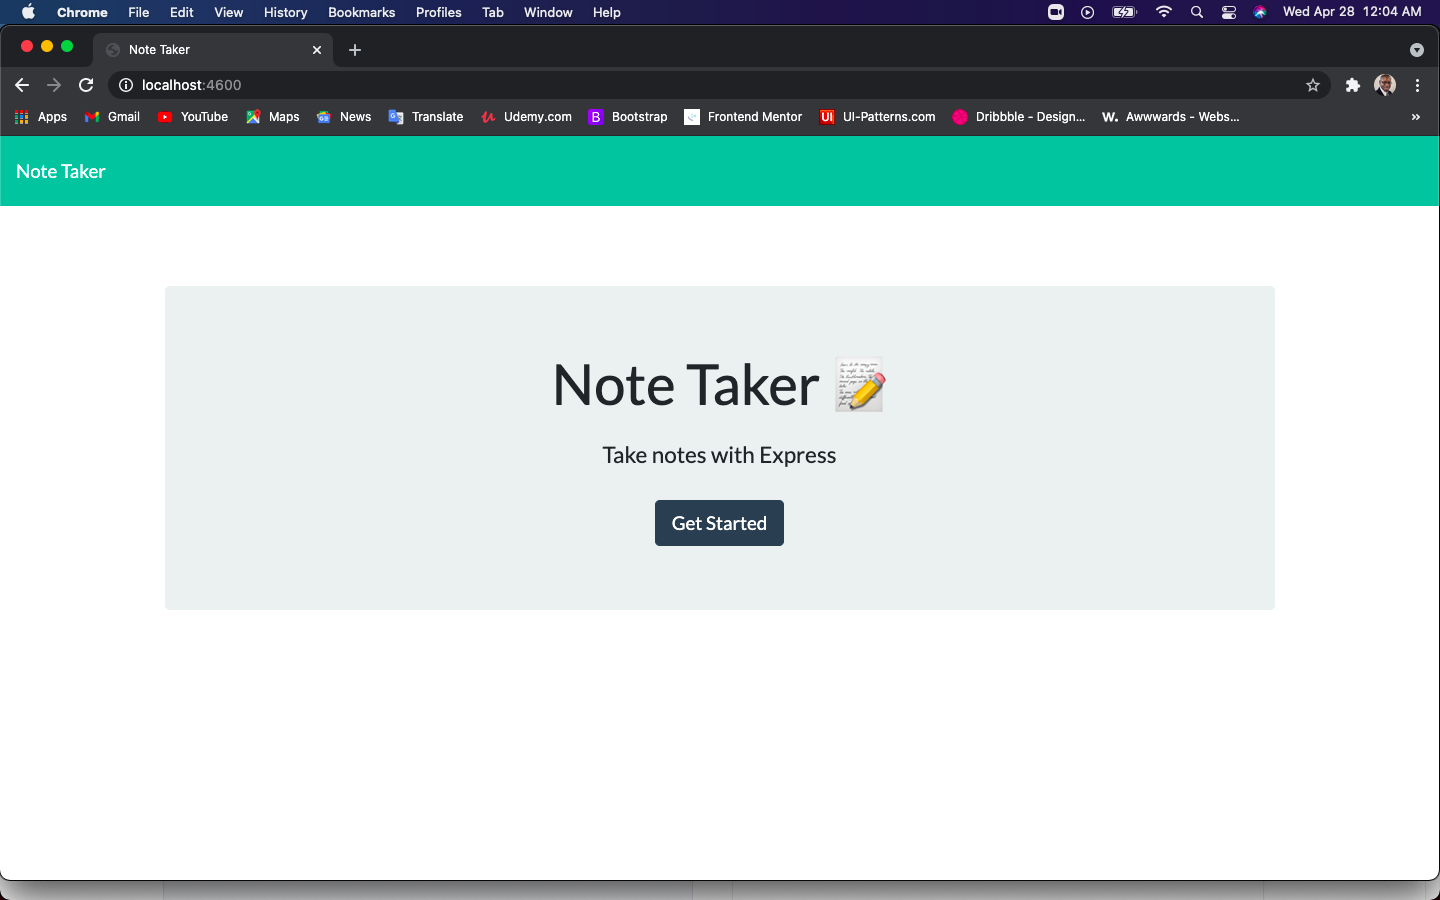 Chrome File Edit View History Bookmarks Profiles Tab Window Help Wed Apr 28 12:04 AM
Note Taker
localhost:4600
Apps Gmail YouTube Maps News Translate Udemy.com Bootstrap Frontend Mentor UI-Patterns.com Dribbble - Design... Awwwards - Webs... »
Note Taker
Note Taker
Take notes with Express
Get Started